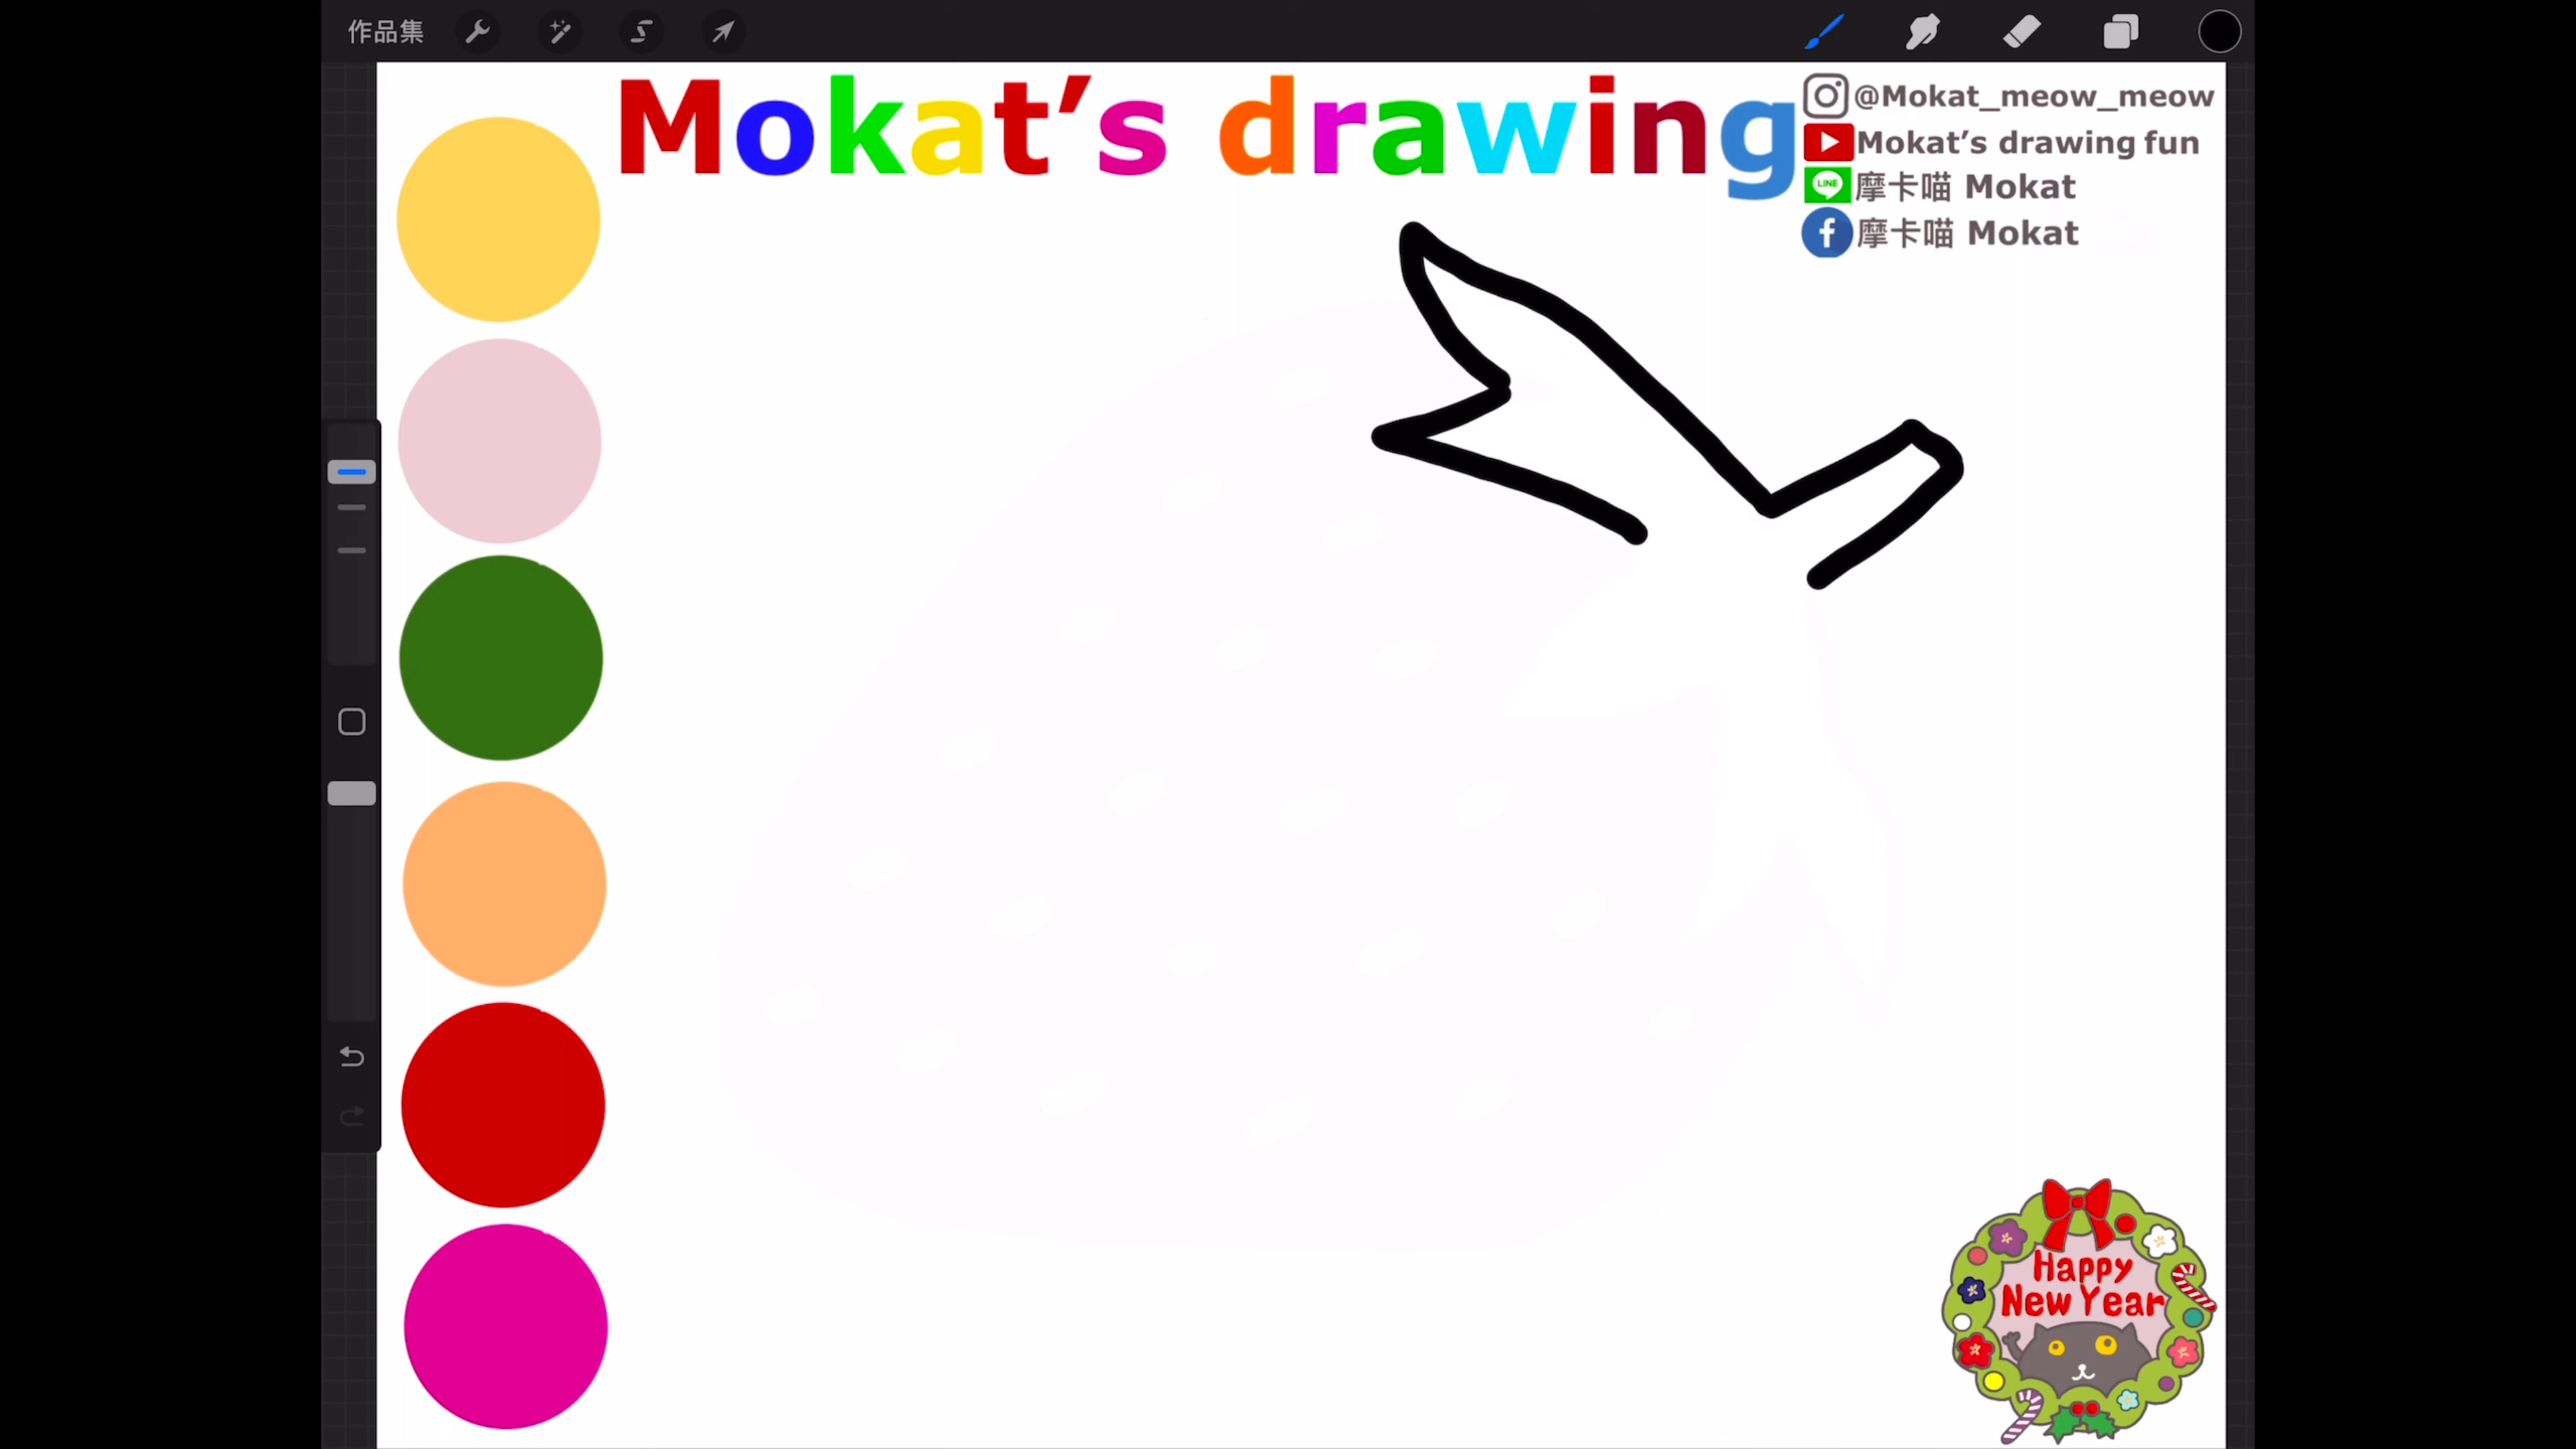 作品集
Mokat’s drawing
@Mokat_meow_meow
Mokat’s drawing fun
LINE
摩卡喵 Mokat
f
摩卡喵 Mokat
Happy
New Year